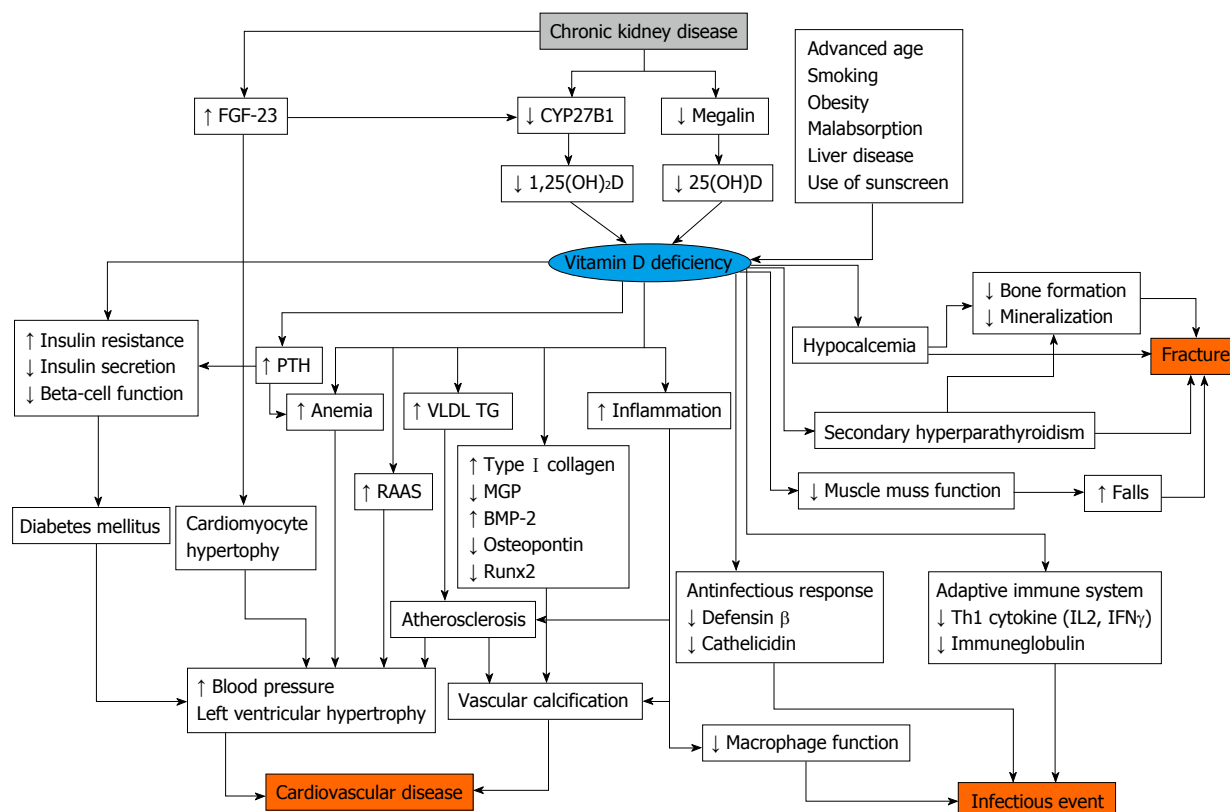 Chronic kidney disease
Advanced age
Smoking
Obesity
Malabsorption
Liver disease
Use of sunscreen
↑ FGF-23
↓ CYP27B1
↓ Megalin
↓ 1,25(OH)₂D
↓ 25(OH)D
Vitamin D deficiency
↑ Insulin resistance
↓ Insulin secretion
↓ Beta-cell function
↑ PTH
Hypocalcemia
↓ Bone formation
↓ Mineralization
Fracture
↑ Anemia
↑ VLDL TG
↑ Inflammation
Secondary hyperparathyroidism
↑ RAAS
↑ Type I collagen
↓ MGP
↑ BMP-2
↓ Osteopontin
↓ Runx2
↓ Muscle muss function
↑ Falls
Diabetes mellitus
Cardiomyocyte
hypertophy
Atherosclerosis
Antinfectious response
↓ Defensin β
↓ Cathelicidin
Adaptive immune system
↓ Th1 cytokine (IL2, IFNγ)
↓ Immuneglobulin
↑ Blood pressure
Left ventricular hypertrophy
Vascular calcification
↓ Macrophage function
Cardiovascular disease
Infectious event